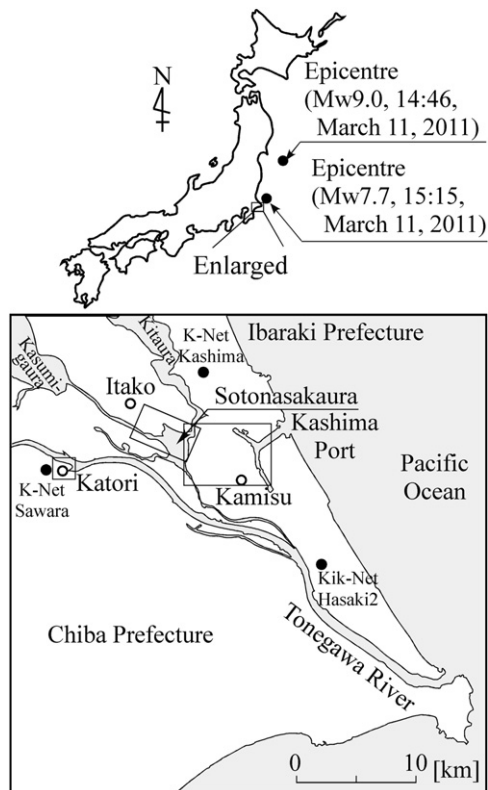 N
Epicentre
(Mw9.0, 14:46,
March 11, 2011)
Epicentre
(Mw7.7, 15:15,
March 11, 2011)
Enlarged
Ibaraki Prefecture
Kitaura
K-Net
Kashima
Kasumi-
gaura
Itako
Sotonasakaura
Kashima
Port
Pacific
Ocean
K-Net
Sawara
Katori
Kamisu
Kik-Net
Hasaki2
Chiba Prefecture
Tonegawa River
0 10 [km]